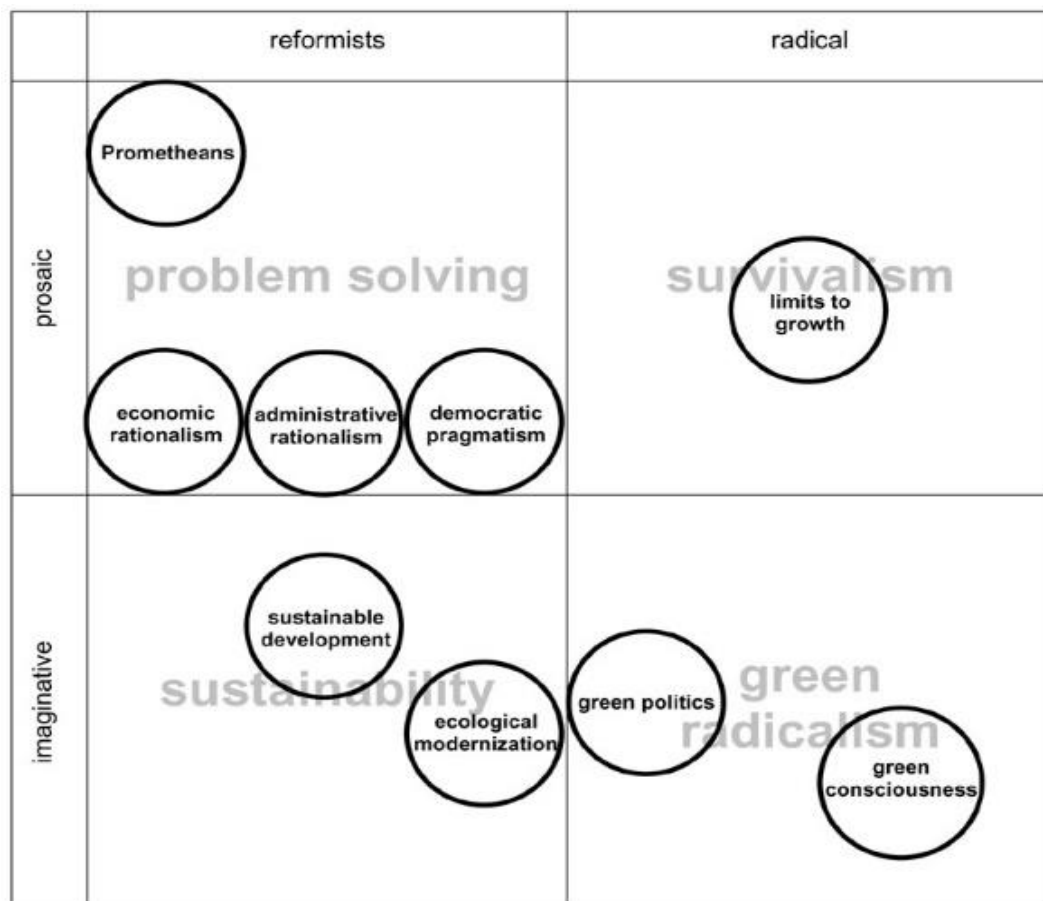 reformists
radical
prosaic
Prometheans
problem solving
survivalism
limits to
growth
economic
rationalism
administrative
rationalism
democratic
pragmatism
imaginative
sustainable
development
sustainability
ecological
modernization
green politics
green
radicalism
green
consciousness